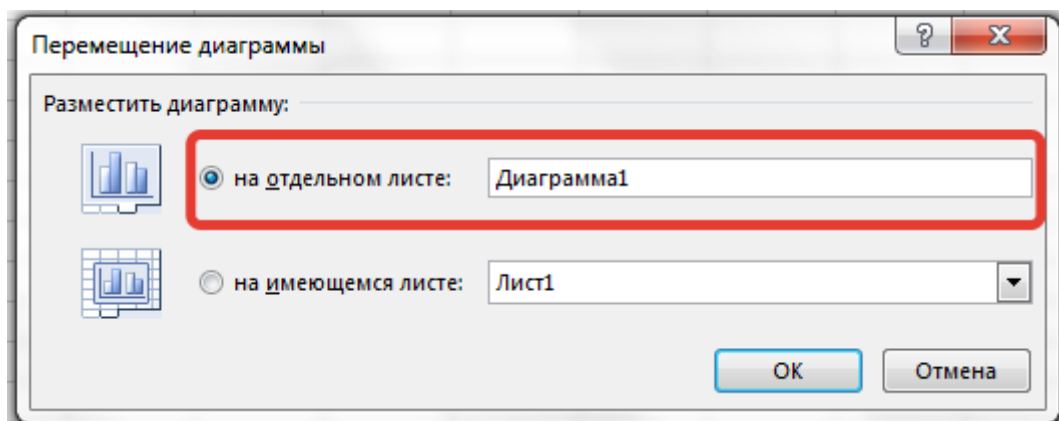 Перемещение диаграммы
Разместить диаграмму:
на отдельном листе: Диаграмма1
на имеющемся листе: Лист1
ОК Отмена